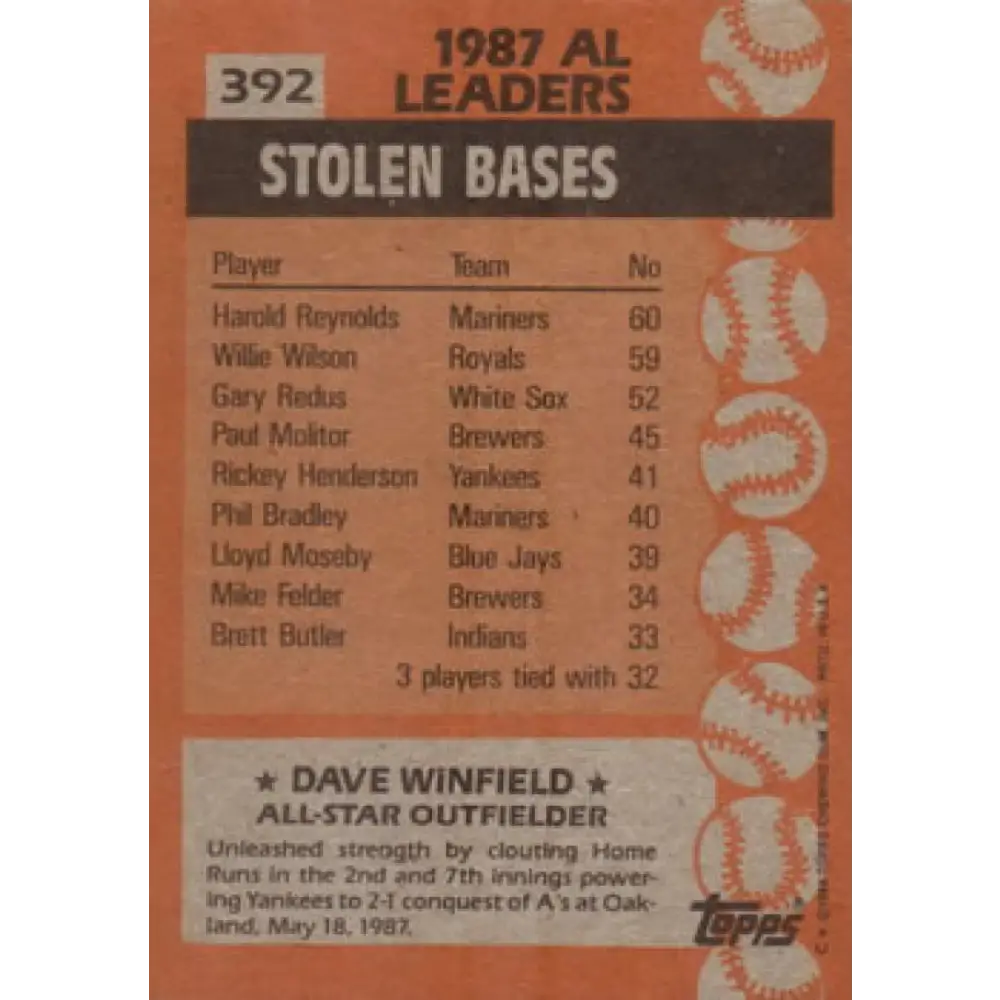 392
1987 AL
LEADERS
STOLEN BASES
Player Team No
Harold Reynolds Mariners 60
Willie Wilson Royals 59
Gary Redus White Sox 52
Paul Molitor Brewers 45
Rickey Henderson Yankees 41
Phil Bradley Mariners 40
Lloyd Moseby Blue Jays 39
Mike Felder Brewers 34
Brett Butler Indians 33
3 players tied with 32
★ DAVE WINFIELD ★
ALL-STAR OUTFIELDER
Unleashed strength by clouting Home
Runs in the 2nd and 7th innings power-
ing Yankees to 2-1 conquest of A's at Oak-
land, May 18, 1987.
topps